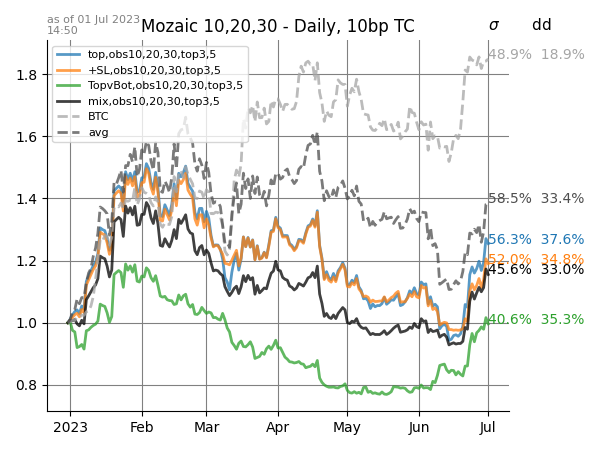 as of 01 Jul 2023
14:50
Mozaic 10,20,30 - Daily, 10bp TC
σ dd
top,obs10,20,30,top3,5
+SL,obs10,20,30,top3,5
TopvBot,obs10,20,30,top3,5
mix,obs10,20,30,top3,5
BTC
avg
48.9% 18.9%
58.5% 33.4%
56.3% 37.6%
52.0% 34.8%
45.6% 33.0%
40.6% 35.3%
1.8
1.6
1.4
1.2
1.0
0.8
2023 Feb Mar Apr May Jun Jul